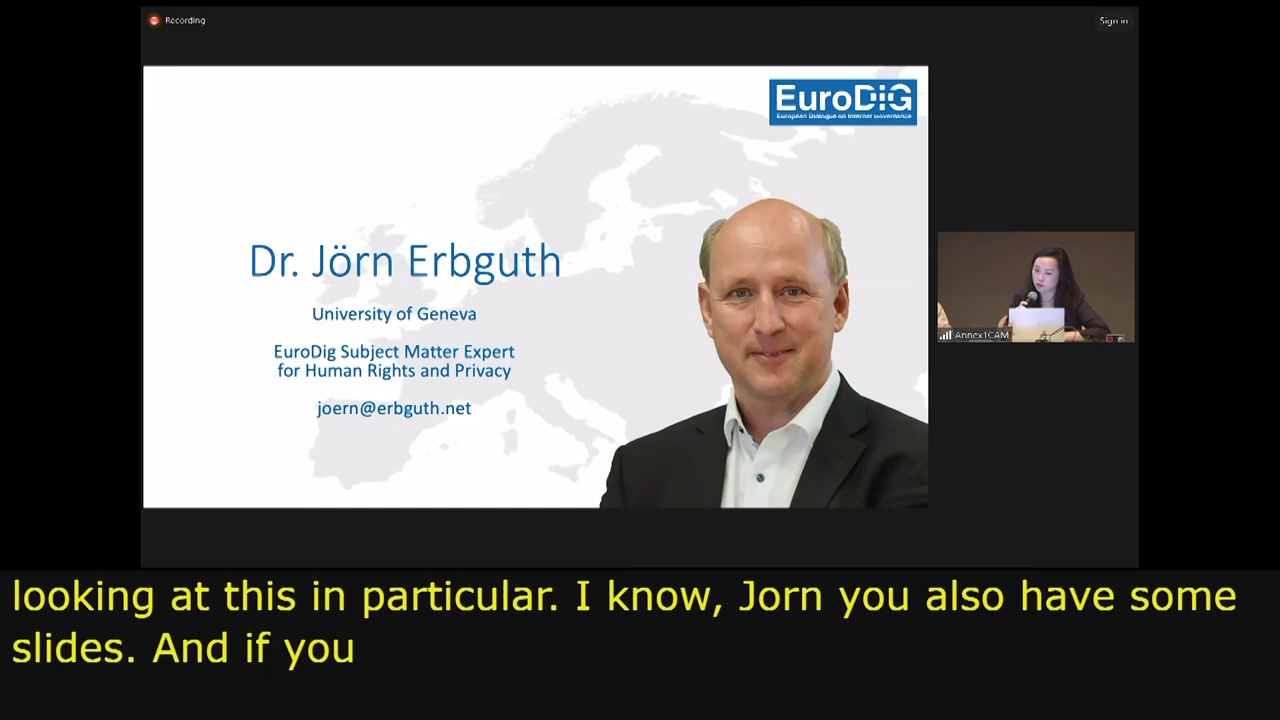 Recording
Sign in
EuroDIG
European Dialogue on Internet Governance
Dr. Jörn Erbguth
University of Geneva
EuroDig Subject Matter Expert
for Human Rights and Privacy
joern@erbguth.net
Annex1CAM
looking at this in particular. I know, Jorn you also have some
slides. And if you